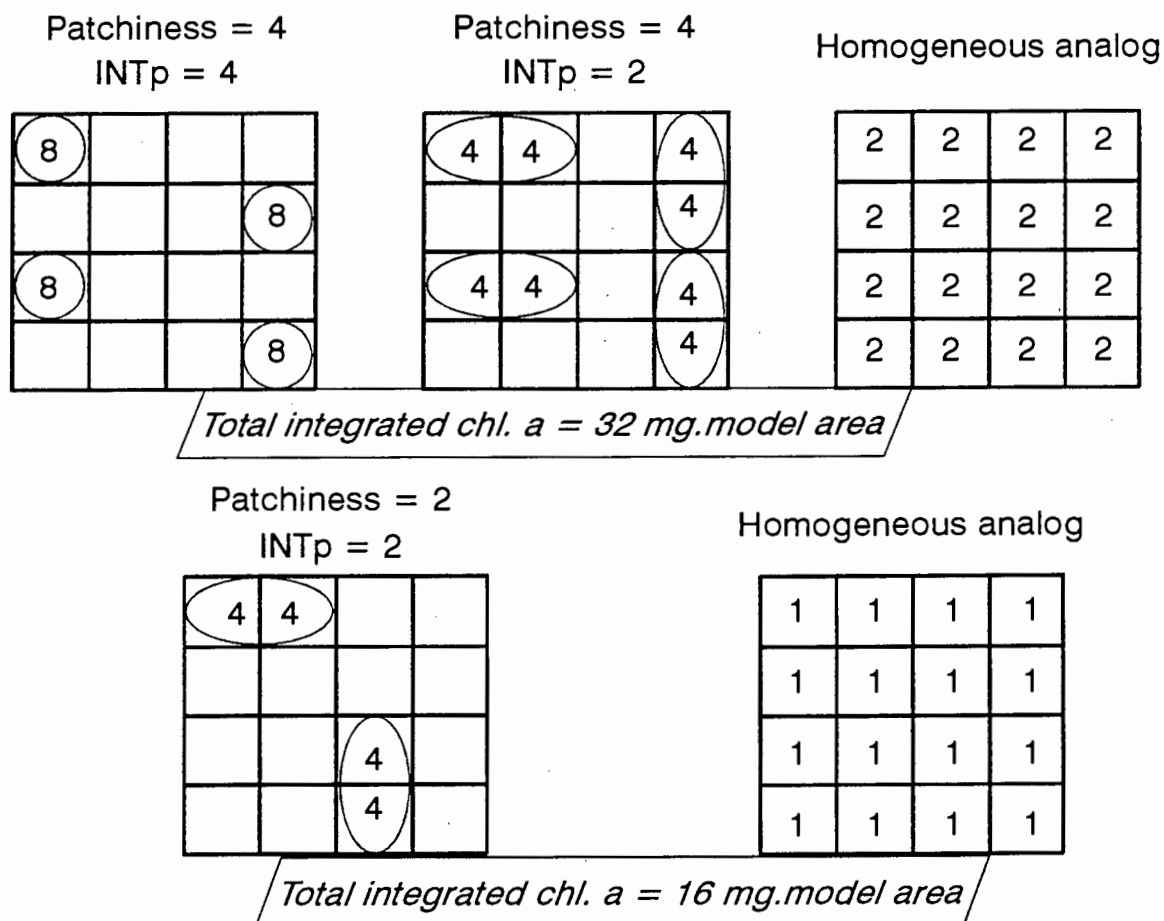 Patchiness = 4
INTp = 4
Patchiness = 4
INTp = 2
Homogeneous analog
8
8
8
8
4 4 4
4
4 4 4
4
2 2 2 2
2 2 2 2
2 2 2 2
2 2 2 2
Total integrated chl. a = 32 mg.model area
Patchiness = 2
INTp = 2
Homogeneous analog
4 4
4
4
1 1 1 1
1 1 1 1
1 1 1 1
1 1 1 1
Total integrated chl. a = 16 mg.model area